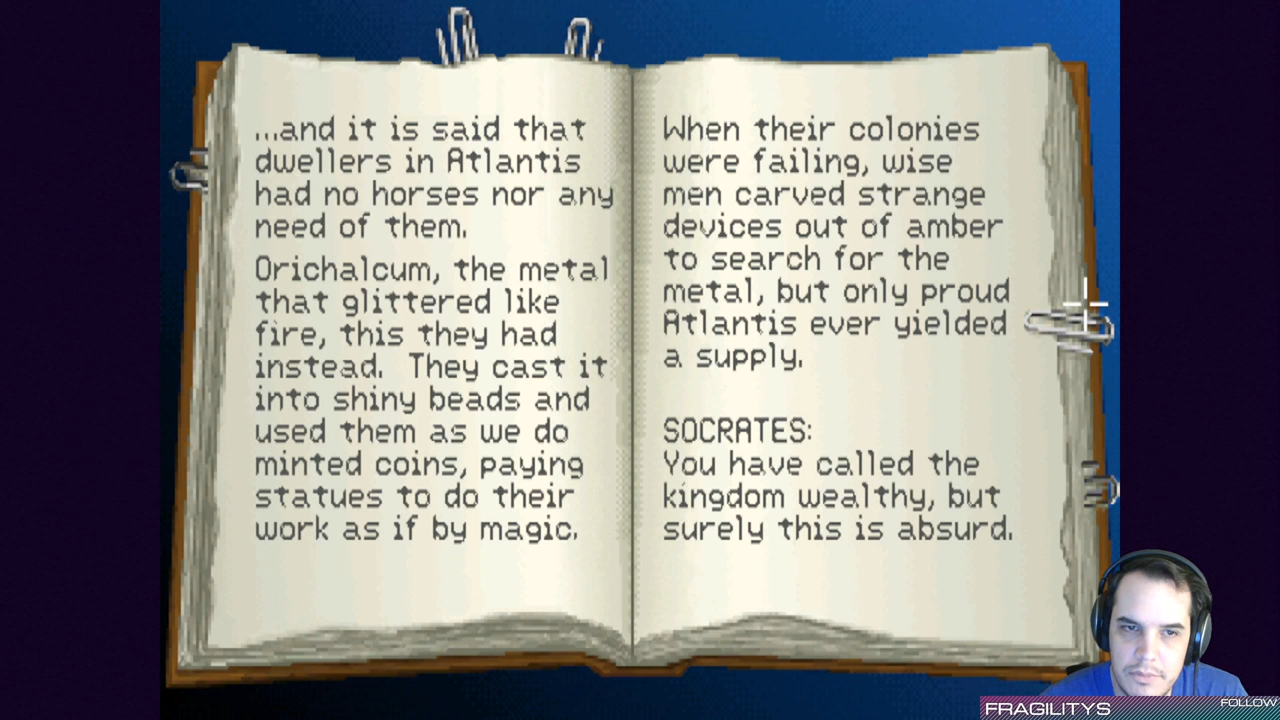 ...and it is said that
dwellers in Atlantis
had no horses nor any
need of them.
Orichalcum, the metal
that glittered like
fire, this they had
instead.  They cast it
into shiny beads and
used them as we do
minted coins, paying
statues to do their
work as if by magic.
When their colonies
were failing, wise
men carved strange
devices out of amber
to search for the
metal, but only proud
Atlantis ever yielded
a supply.
SOCRATES:
You have called the
kingdom wealthy, but
surely this is absurd.
FRAGILITYS
FOLLOW